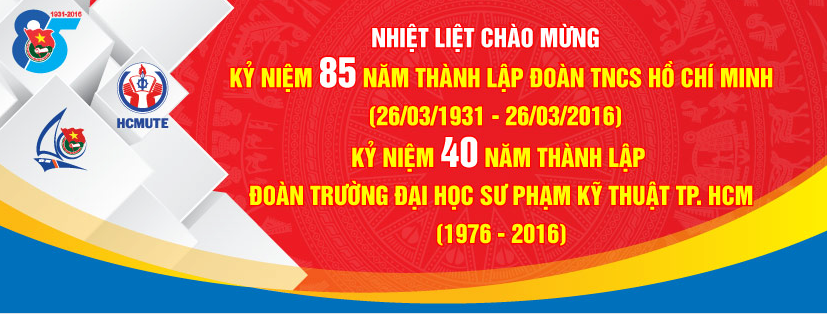 1931-2016
85
HCMUTE
NHIỆT LIỆT CHÀO MỪNG
KỶ NIỆM 85 NĂM THÀNH LẬP ĐOÀN TNCS HỒ CHÍ MINH
(26/03/1931 - 26/03/2016)
KỶ NIỆM 40 NĂM THÀNH LẬP
ĐOÀN TRƯỜNG ĐẠI HỌC SƯ PHẠM KỸ THUẬT TP. HCM
(1976 - 2016)